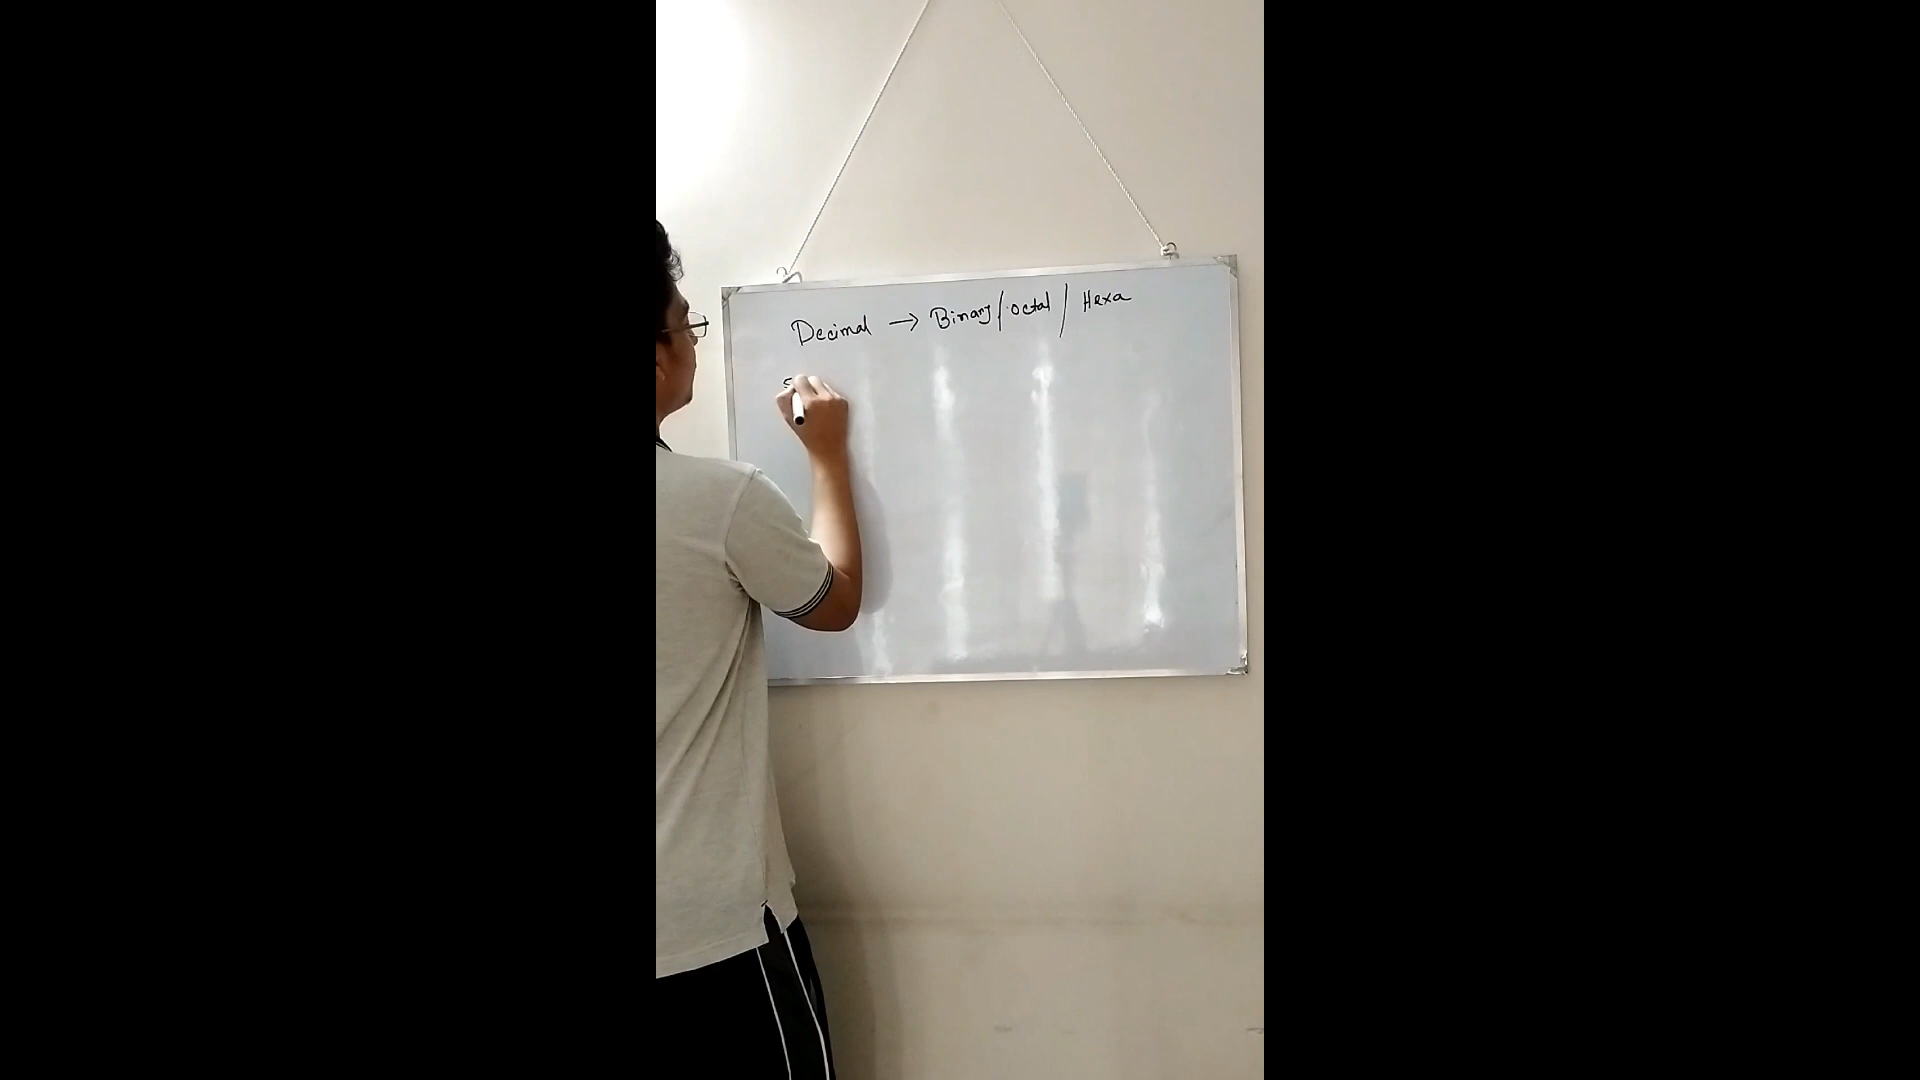 Decimal → Binary / Octal / Hexa